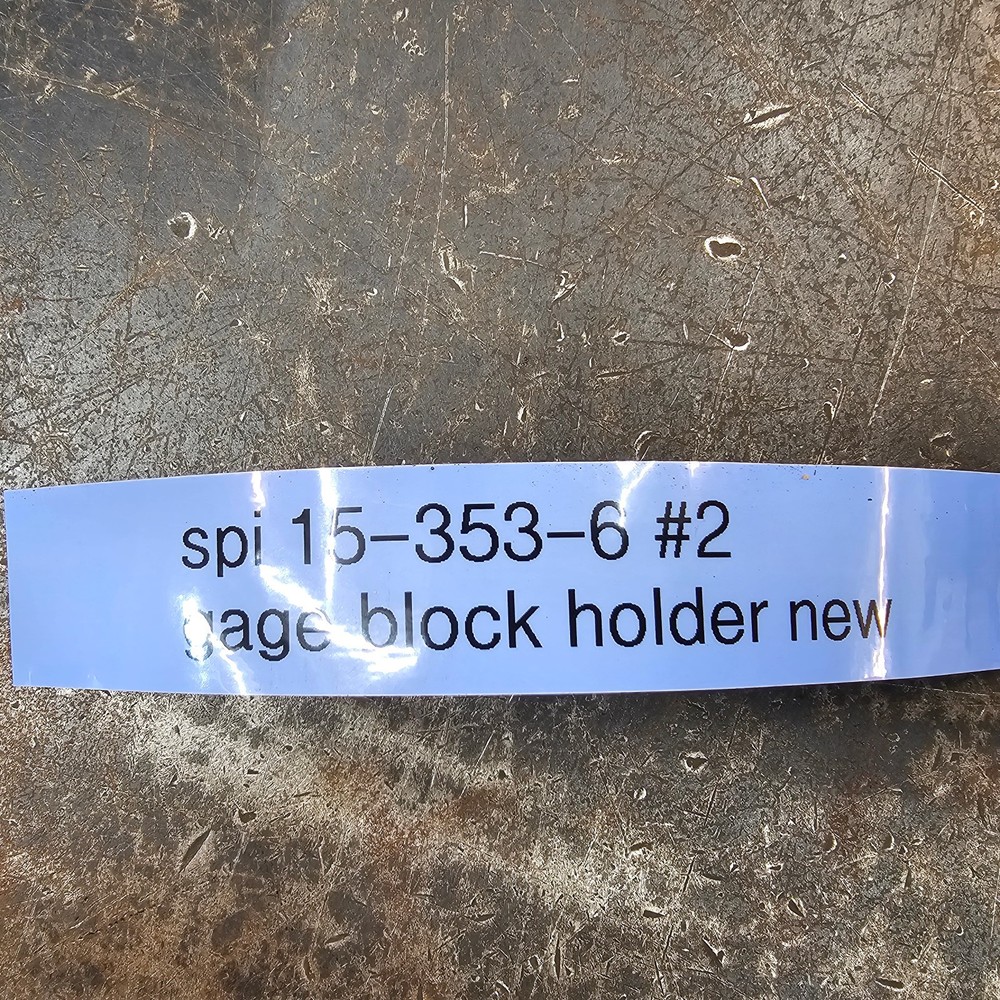 spi 15-353-6 #2
gage block holder new